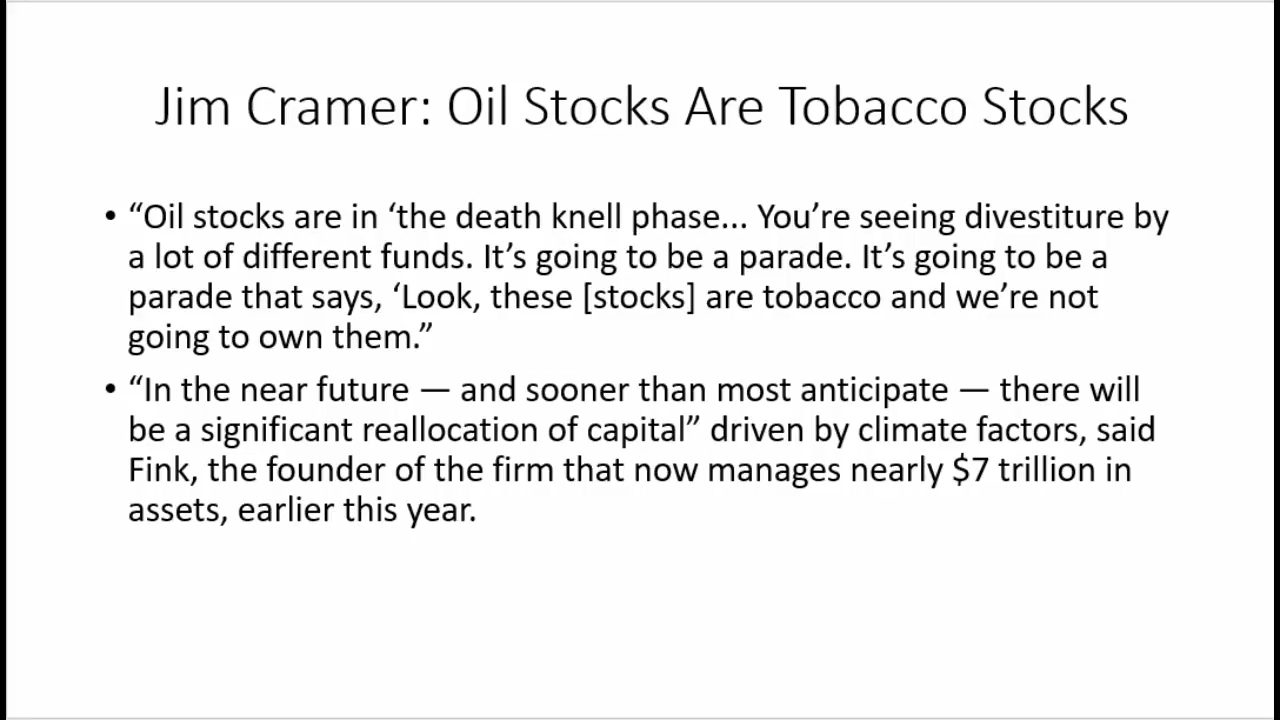 Jim Cramer: Oil Stocks Are Tobacco Stocks
• “Oil stocks are in ‘the death knell phase... You’re seeing divestiture by
a lot of different funds. It’s going to be a parade. It’s going to be a
parade that says, ‘Look, these [stocks] are tobacco and we’re not
going to own them.”
• “In the near future — and sooner than most anticipate — there will
be a significant reallocation of capital” driven by climate factors, said
Fink, the founder of the firm that now manages nearly $7 trillion in
assets, earlier this year.